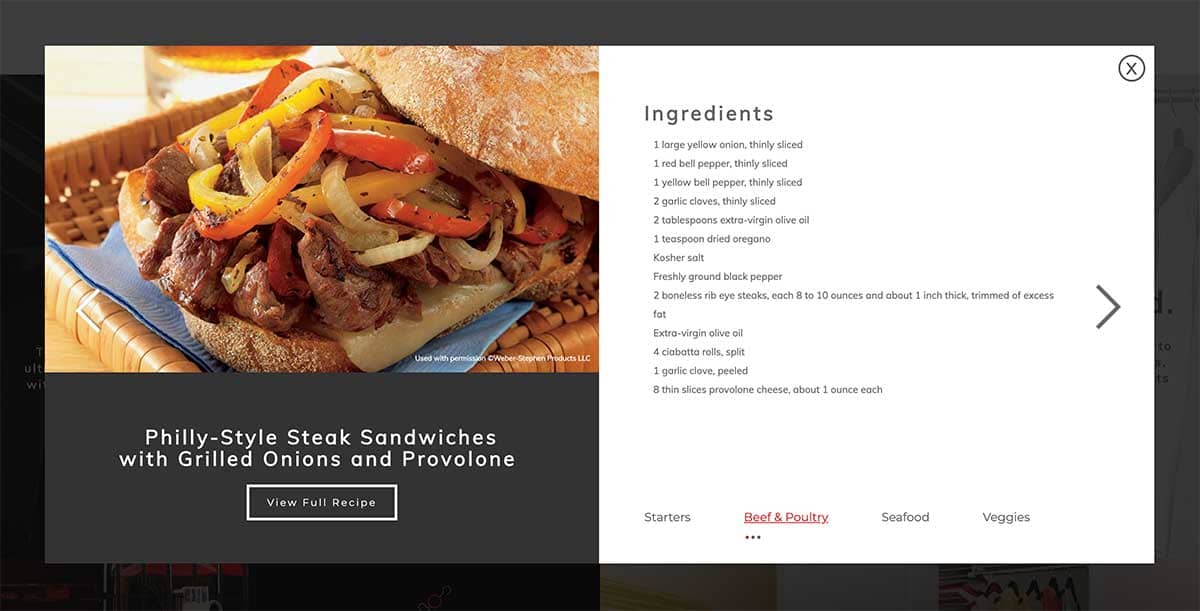 X
Ingredients
1 large yellow onion, thinly sliced
1 red bell pepper, thinly sliced
1 yellow bell pepper, thinly sliced
2 garlic cloves, thinly sliced
2 tablespoons extra-virgin olive oil
1 teaspoon dried oregano
Kosher salt
Freshly ground black pepper
2 boneless rib eye steaks, each 8 to 10 ounces and about 1 inch thick, trimmed of excess
fat
Extra-virgin olive oil
4 ciabatta rolls, split
1 garlic clove, peeled
8 thin slices provolone cheese, about 1 ounce each
Used with permission ©Weber-Stephen Products LLC
Philly-Style Steak Sandwiches
with Grilled Onions and Provolone
View Full Recipe
Starters Beef & Poultry Seafood Veggies